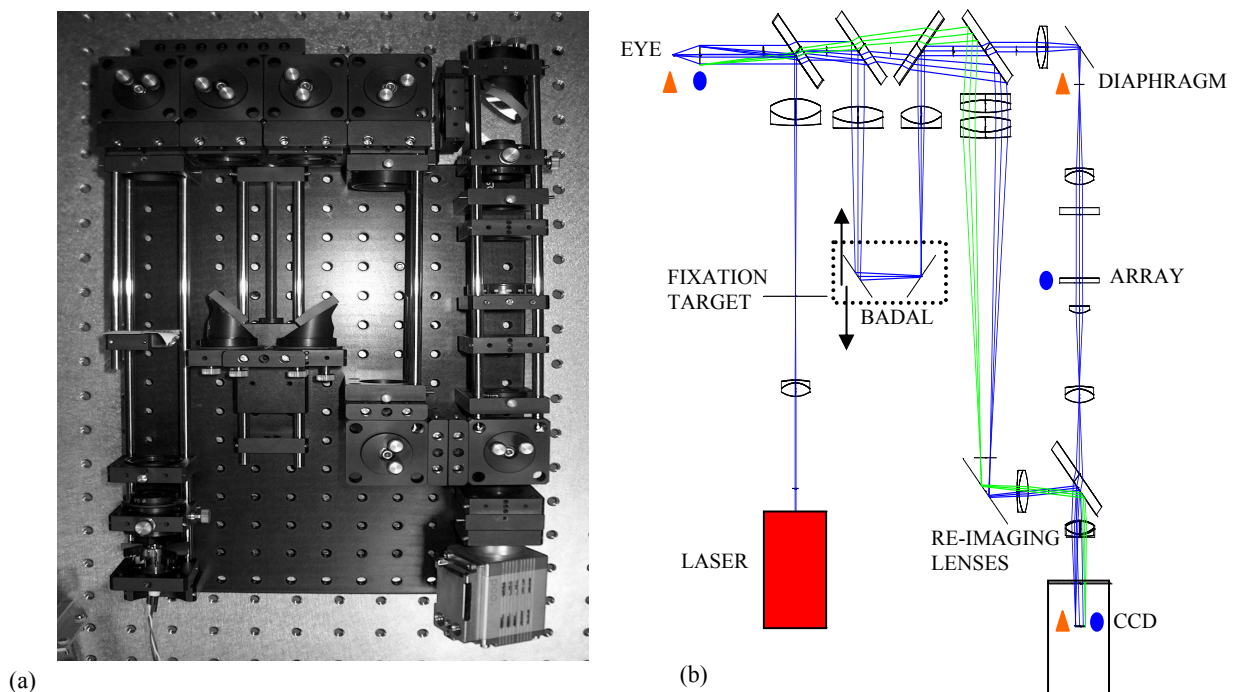 EYE
DIAPHRAGM
FIXATION
TARGET
BADAL
ARRAY
RE-IMAGING
LENSES
LASER
CCD
(a)
(b)